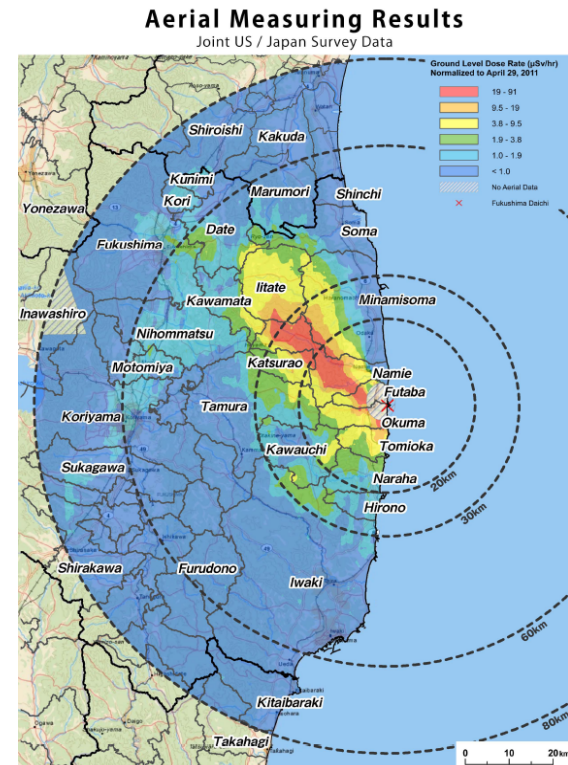 Aerial Measuring Results
Joint US / Japan Survey Data
Ground Level Dose Rate (µSv/hr)
Normalized to April 29, 2011
19 - 91
9.5 - 19
3.8 - 9.5
1.9 - 3.8
1.0 - 1.9
< 1.0
No Aerial Data
Fukushima Daichi
Shiroishi
Kakuda
Kunimi
Kori
Marumori
Shinchi
Yonezawa
Date
Soma
Fukushima
Iitate
Kawamata
Minamisoma
Inawashiro
Nihommatsu
Katsurao
Motomiya
Namie
Futaba
Tamura
Koriyama
Okuma
Kawauchi
Tomioka
Sukagawa
Naraha
20km
Hirono
30km
Shirakawa
Furudono
Iwaki
60km
Kitaibaraki
80km
Takahagi
0 10 20km